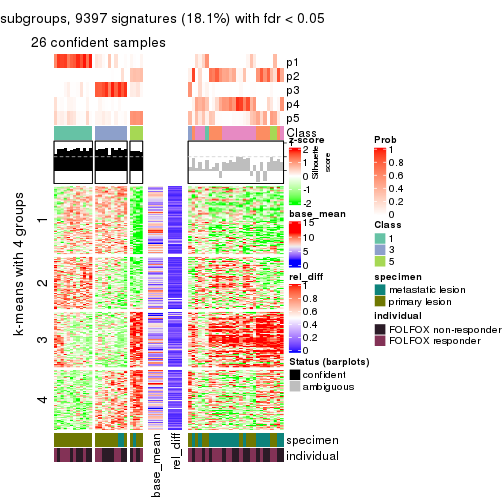 subgroups, 9397 signatures (18.1%) with fdr < 0.05
26 confident samples
p1
p2
p3
p4
p5
Class
1
Silhouette
score
k-means with 4 groups
1
2
3
4
specimen
individual
base_mean
rel_diff
z-score
2
1
0
-1
-2
base_mean
15
10
5
0
rel_diff
1
0.8
0.6
0.4
0.2
0
Status (barplots)
confident
ambiguous
Prob
1
0.8
0.6
0.4
0.2
0
Class
1
3
5
specimen
metastatic lesion
primary lesion
individual
FOLFOX non-responder
FOLFOX responder